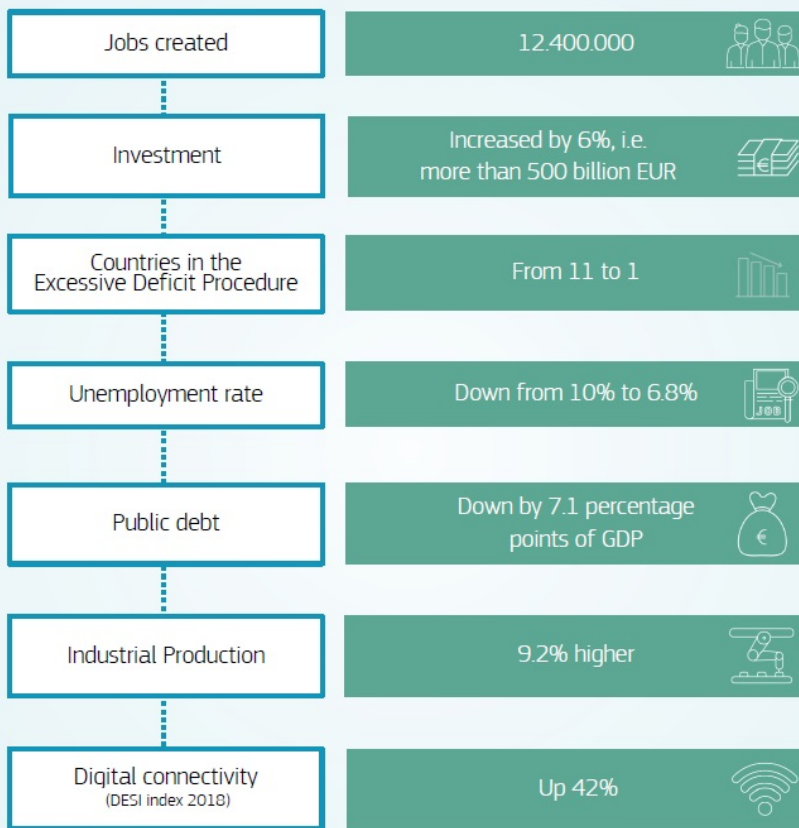 Jobs created
12.400.000
Investment
Increased by 6%, i.e.
more than 500 billion EUR
€
Countries in the
Excessive Deficit Procedure
From 11 to 1
Unemployment rate
Down from 10% to 6.8%
JOB
Public debt
Down by 7.1 percentage
points of GDP
€
Industrial Production
9.2% higher
Digital connectivity
(DESI index 2018)
Up 42%